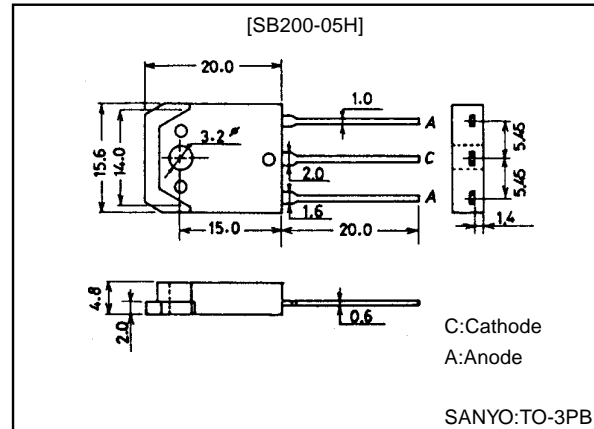 [SB200-05H]
20.0
1.0
A
3.2ø
C
15.6
14.0
2.0
A
1.6
15.0
20.0
5.45
5.45
1.4
4.8
2.0
0.6
C:Cathode
A:Anode
SANYO:TO-3PB